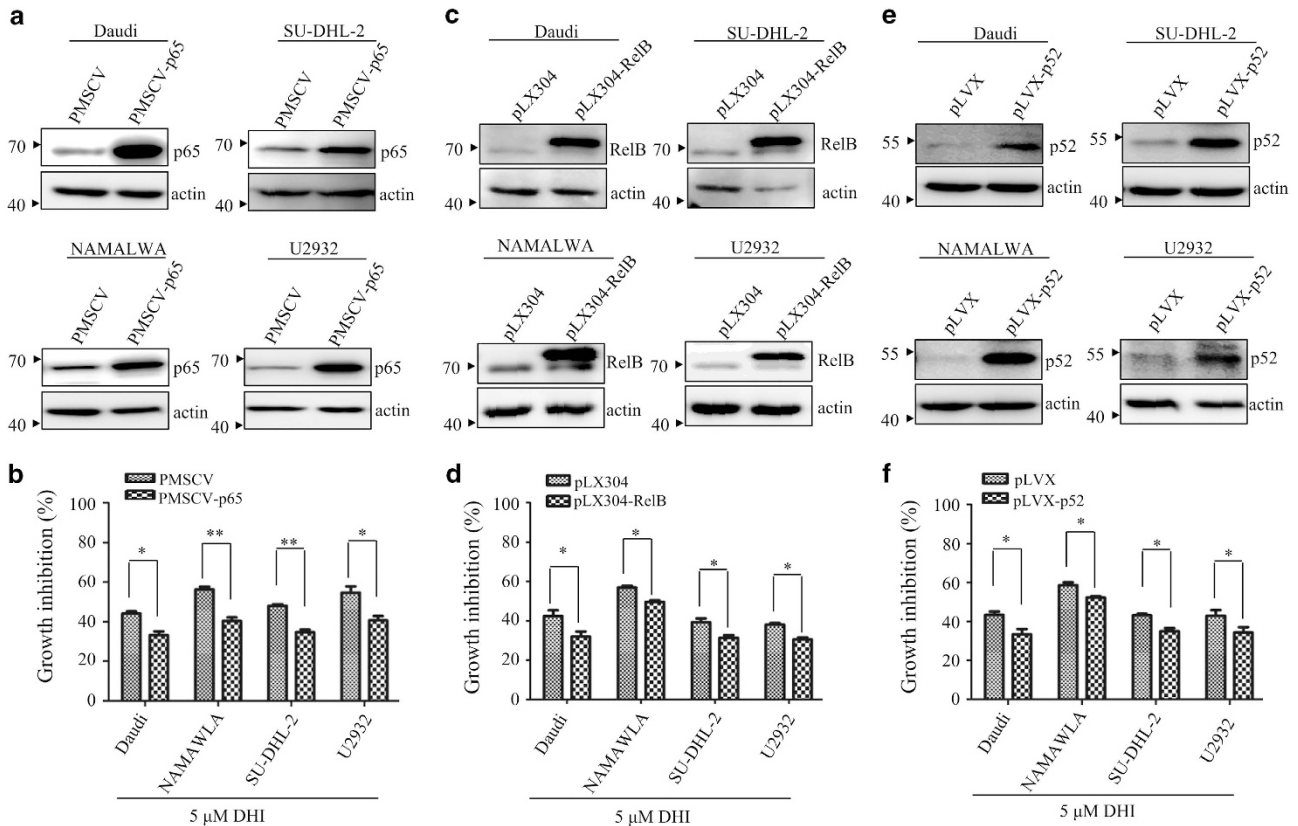 a
Daudi
SU-DHL-2
PMSCV
PMSCV-p65
PMSCV
PMSCV-p65
70
p65
70
p65
40
actin
40
actin
NAMALWA
U2932
PMSCV
PMSCV-p65
PMSCV
PMSCV-p65
70
p65
70
p65
40
actin
40
actin
c
Daudi
SU-DHL-2
pLX304
pLX304-RelB
pLX304
pLX304-RelB
70
RelB
70
RelB
40
actin
40
actin
NAMALWA
U2932
pLX304
pLX304-RelB
pLX304
pLX304-RelB
70
RelB
70
RelB
40
actin
40
actin
e
Daudi
SU-DHL-2
pLVX
pLVX-p52
pLVX
pLVX-p52
55
p52
55
p52
40
actin
40
actin
NAMALWA
U2932
pLVX
pLVX-p52
pLVX
pLVX-p52
55
p52
55
p52
40
actin
40
actin
b
PMSCV
PMSCV-p65
Growth inhibition (%)
100
80
60
40
20
0
*
**
**
*
Daudi
NAMAWLA
SU-DHL-2
U2932
5 μM DHI
d
pLX304
pLX304-RelB
Growth inhibition (%)
100
80
60
40
20
0
*
*
*
*
Daudi
NAMAWLA
SU-DHL-2
U2932
5 μM DHI
f
pLVX
pLVX-p52
Growth inhibition (%)
100
80
60
40
20
0
*
*
*
*
Daudi
NAMAWLA
SU-DHL-2
U2932
5 μM DHI